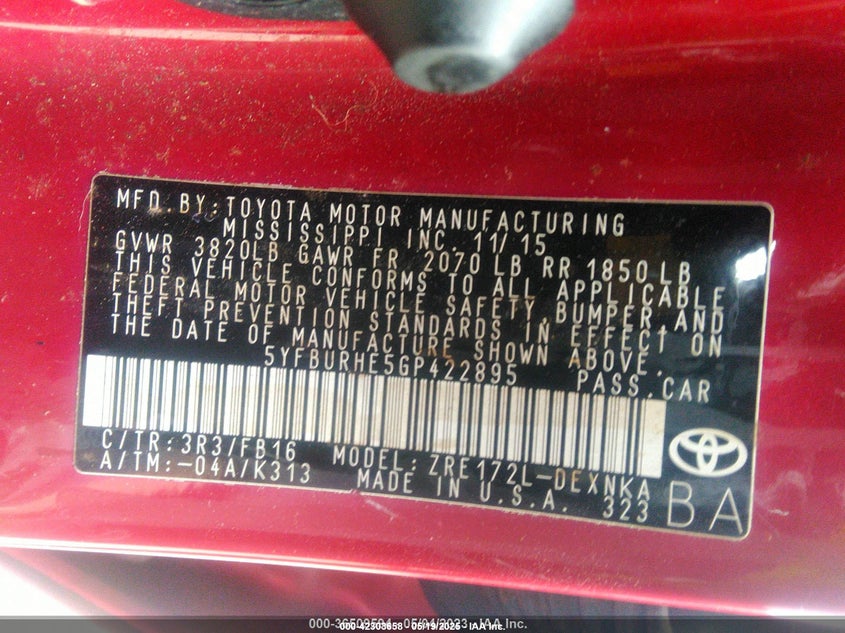 MFD.BY:TOYOTA MOTOR MANUFACTURING
MISSISSIPPI INC. 11/15
GVWR 3820LB GAWR FR 2070 LB RR 1850 LB
THIS VEHICLE CONFORMS TO ALL APPLICABLE
FEDERAL MOTOR VEHICLE SAFETY, BUMPER, AND
THEFT PREVENTION STANDARDS IN EFFECT ON
THE DATE OF MANUFACTURE SHOWN ABOVE.
5YFBURHE5GP422895 PASS.CAR
C/TR:3R3/FB16 MODEL:ZRE172L-DEXNKA
A/TM:-04A/K313 MADE IN U.S.A. 323
BA
IAA Inc.